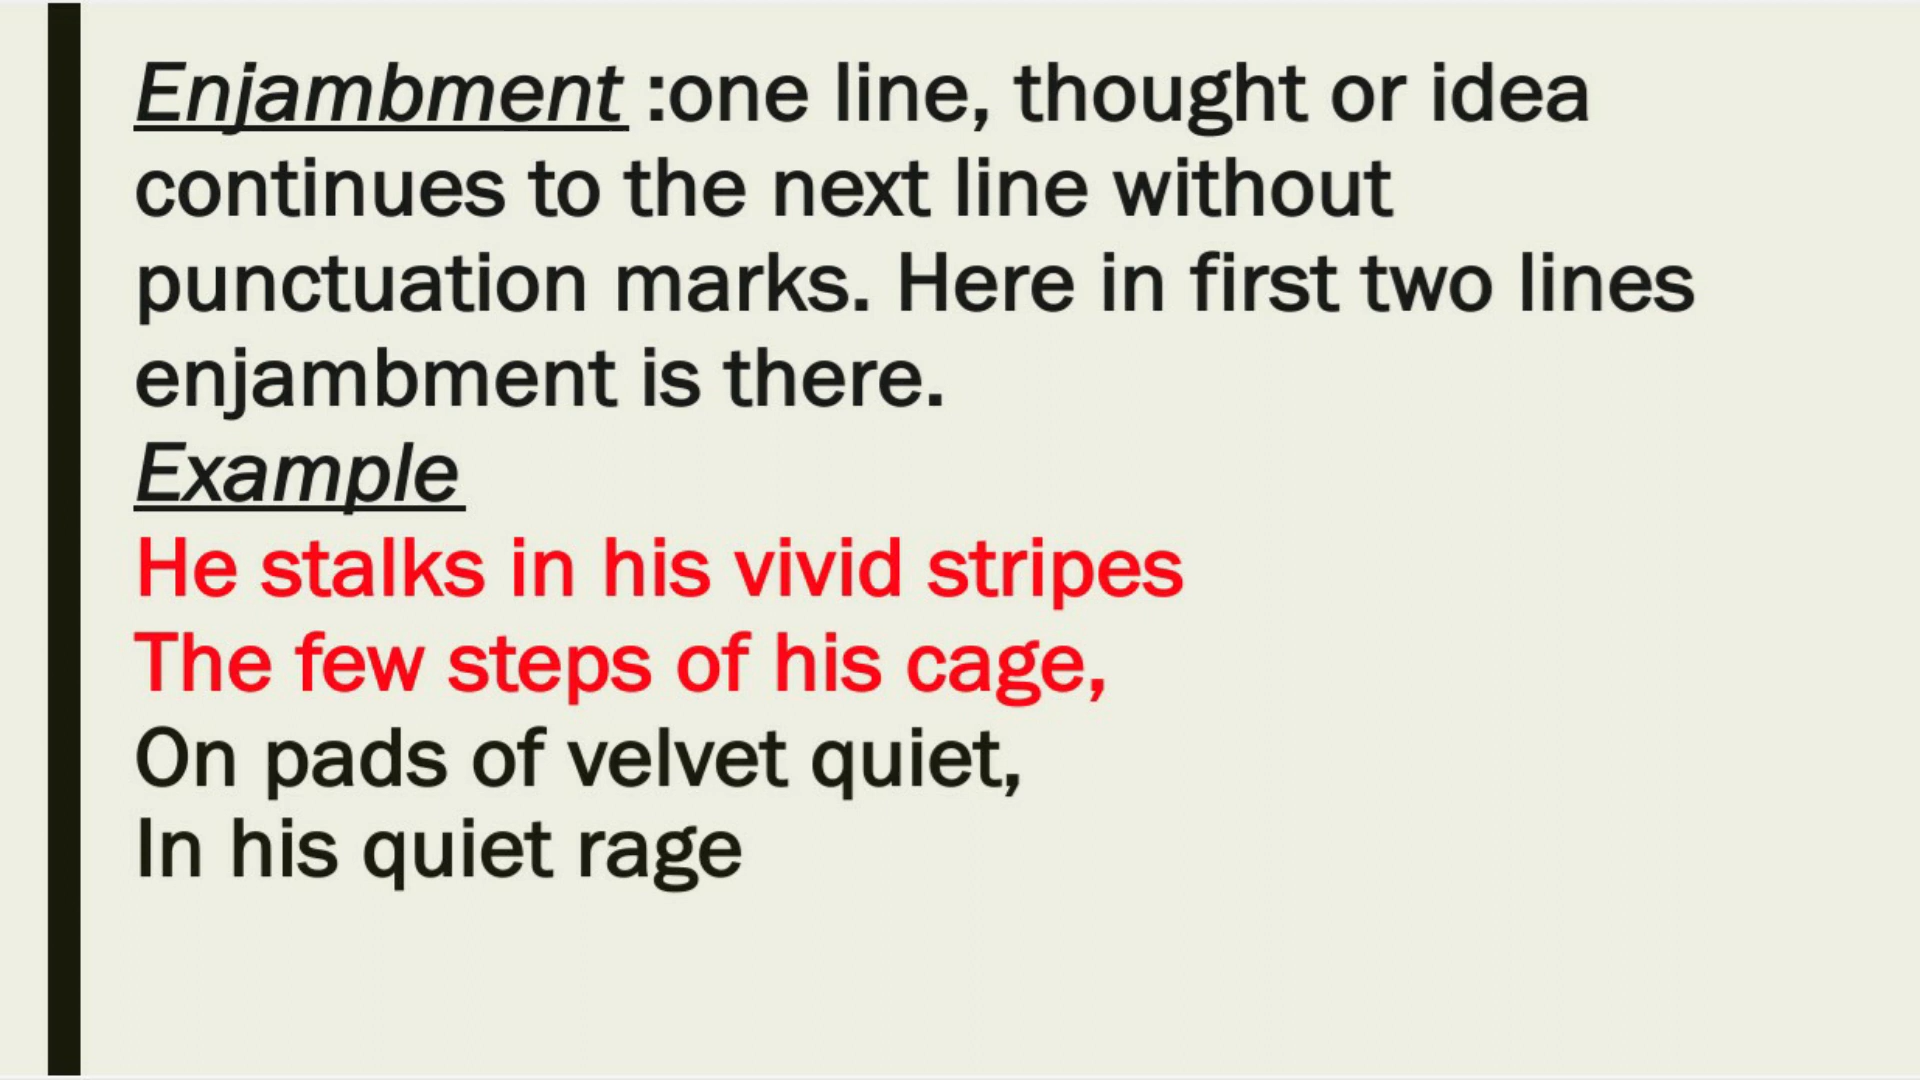 Enjambment :one line, thought or idea
continues to the next line without
punctuation marks. Here in first two lines
enjambment is there.
Example
He stalks in his vivid stripes
The few steps of his cage,
On pads of velvet quiet,
In his quiet rage